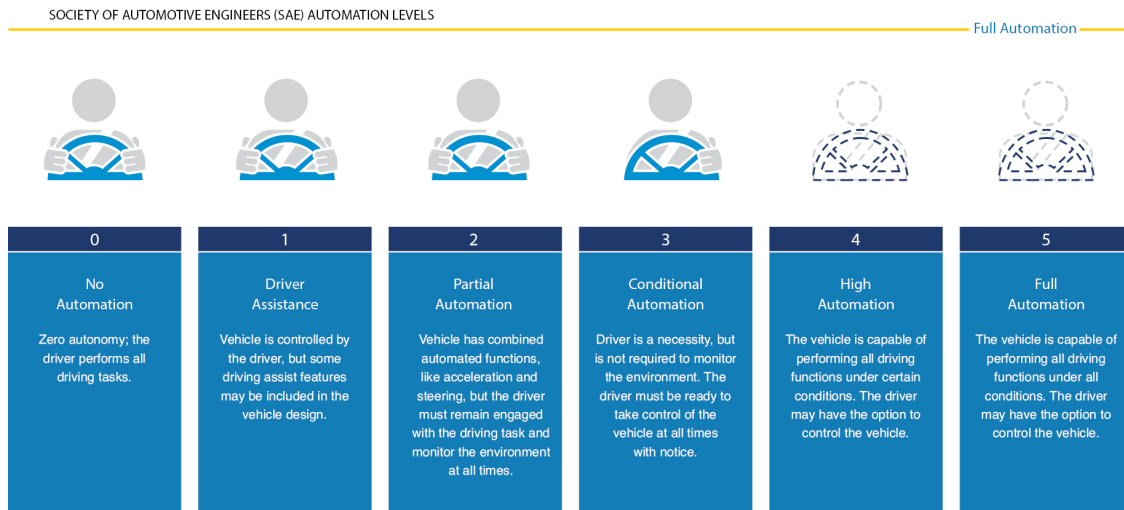 SOCIETY OF AUTOMOTIVE ENGINEERS (SAE) AUTOMATION LEVELS
Full Automation
0
No
Automation
Zero autonomy; the
driver performs all
driving tasks.
1
Driver
Assistance
Vehicle is controlled by
the driver, but some
driving assist features
may be included in the
vehicle design.
2
Partial
Automation
Vehicle has combined
automated functions,
like acceleration and
steering, but the driver
must remain engaged
with the driving task and
monitor the environment
at all times.
3
Conditional
Automation
Driver is a necessity, but
is not required to monitor
the environment. The
driver must be ready to
take control of the
vehicle at all times
with notice.
4
High
Automation
The vehicle is capable of
performing all driving
functions under certain
conditions. The driver
may have the option to
control the vehicle.
5
Full
Automation
The vehicle is capable of
performing all driving
functions under all
conditions. The driver
may have the option to
control the vehicle.